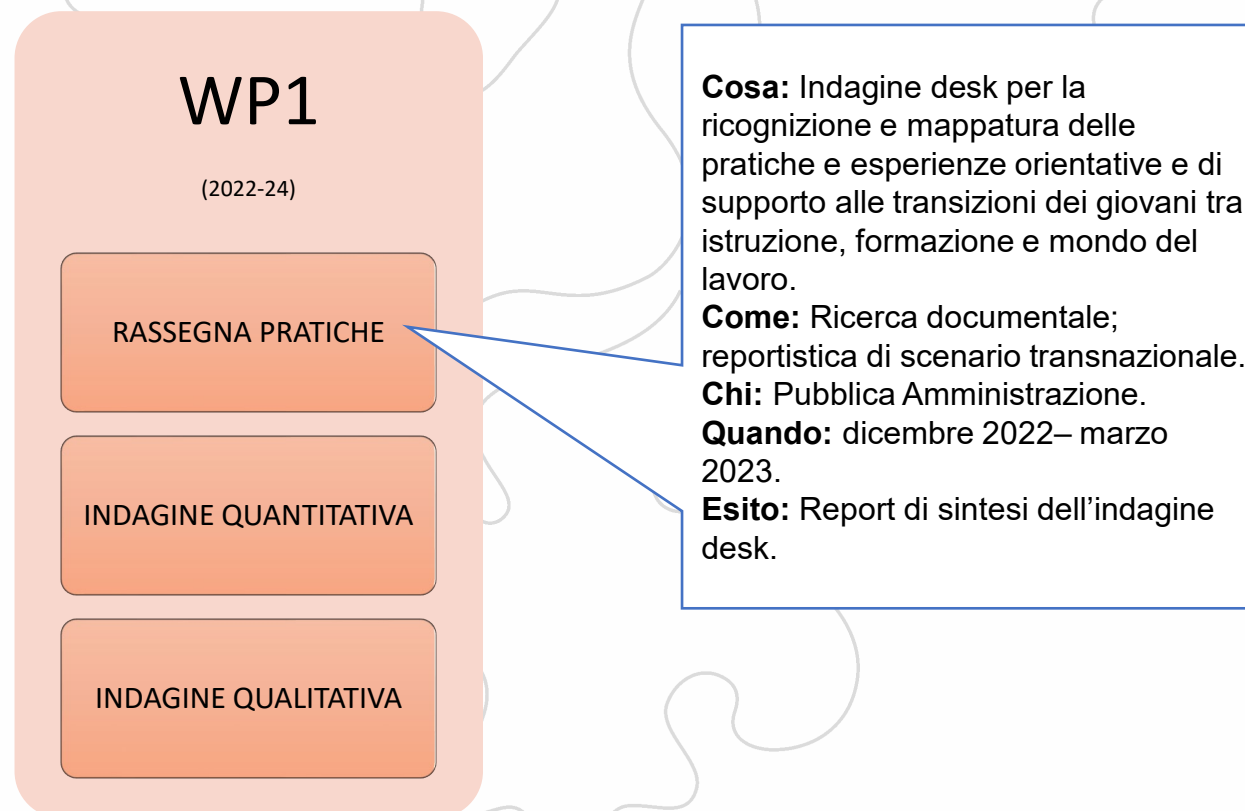 WP1
(2022-24)
RASSEGNA PRATICHE
INDAGINE QUANTITATIVA
INDAGINE QUALITATIVA
Cosa: Indagine desk per la
ricognizione e mappatura delle
pratiche e esperienze orientative e di
supporto alle transizioni dei giovani tra
istruzione, formazione e mondo del
lavoro.
Come: Ricerca documentale;
reportistica di scenario transnazionale.
Chi: Pubblica Amministrazione.
Quando: dicembre 2022– marzo
2023.
Esito: Report di sintesi dell’indagine
desk.